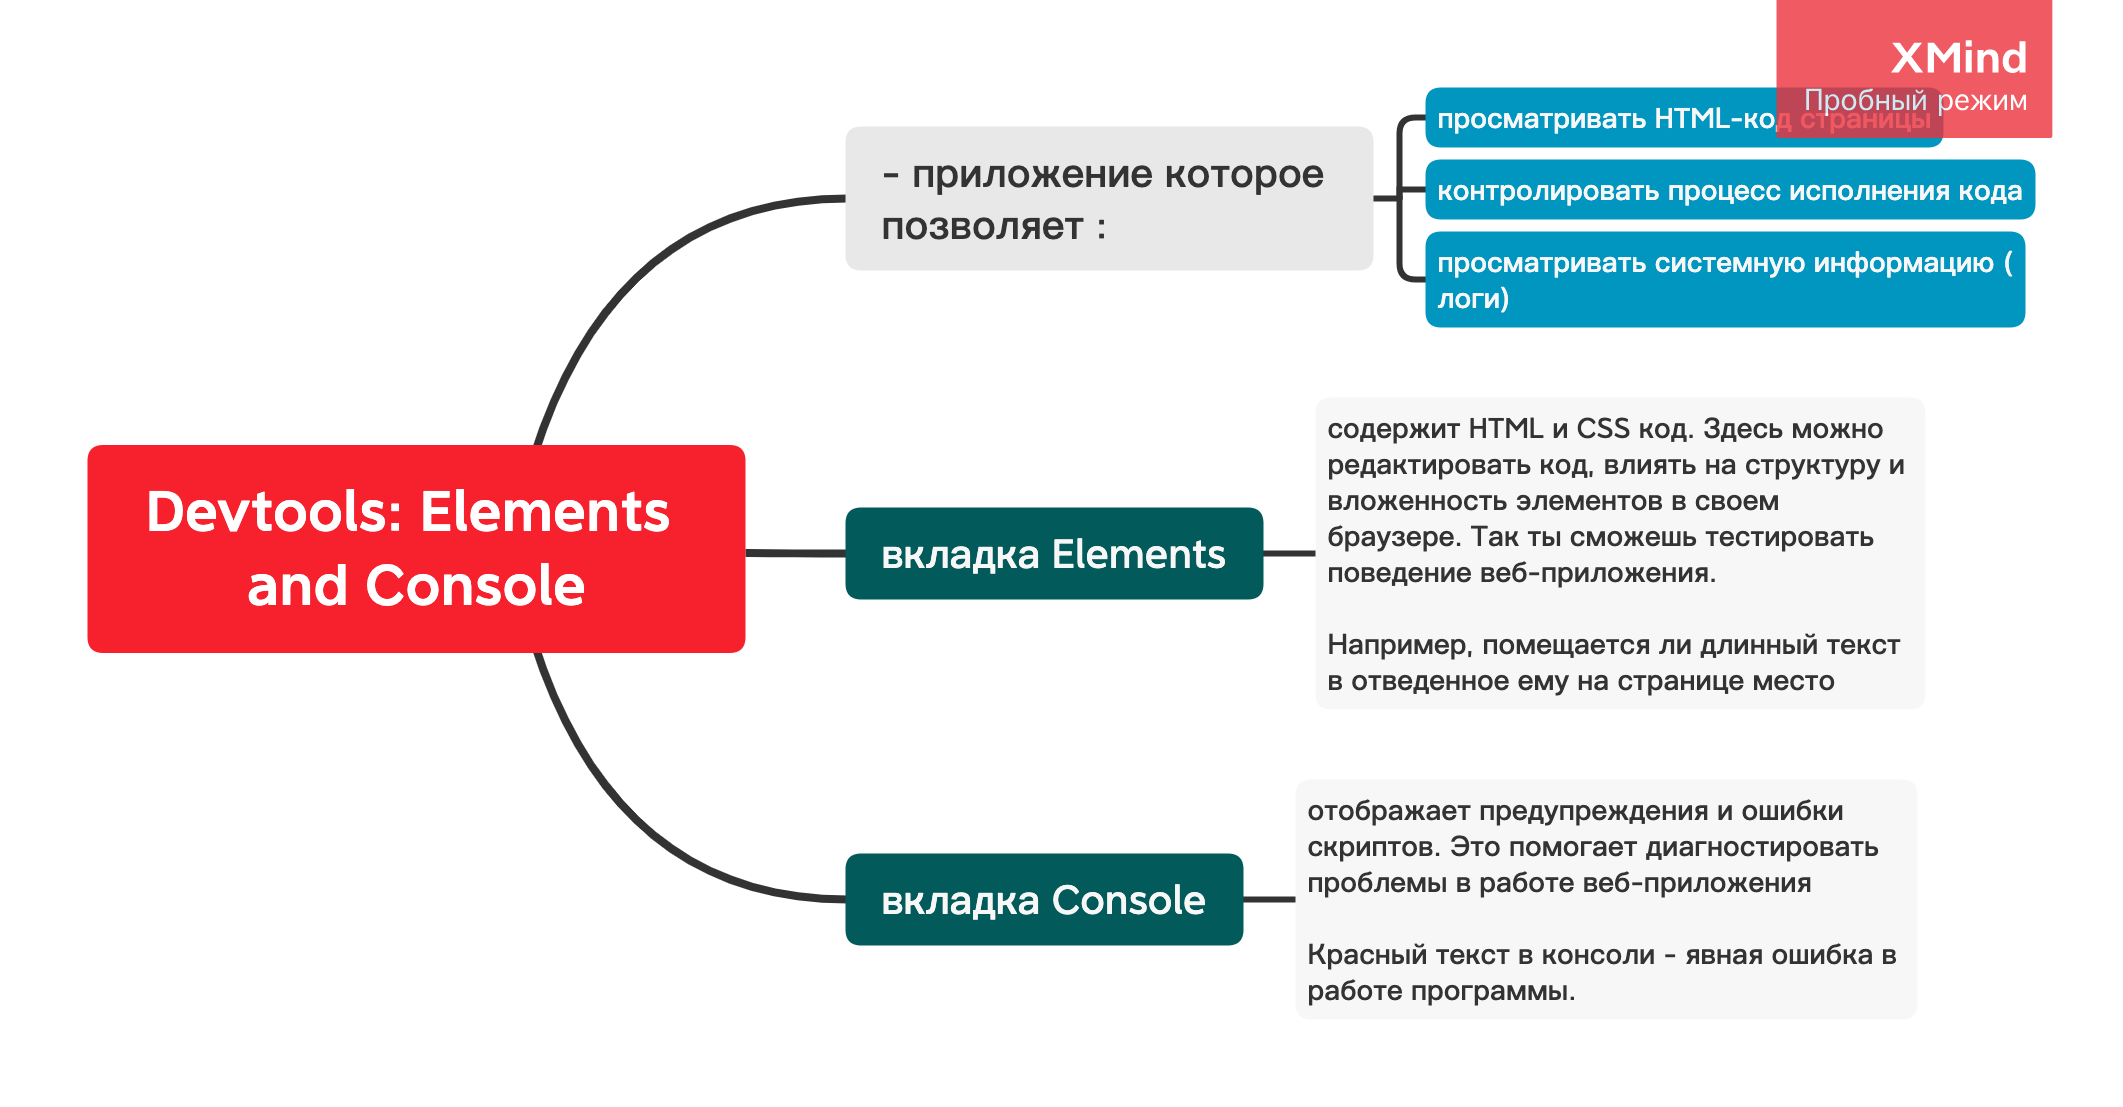 XMind
Пробный режим
- приложение которое
позволяет :
просматривать HTML-код страницы
контролировать процесс исполнения кода
просматривать системную информацию (
логи)
Devtools: Elements
and Console
вкладка Elements
содержит HTML и CSS код. Здесь можно
редактировать код, влиять на структуру и
вложенность элементов в своем
браузере. Так ты сможешь тестировать
поведение веб-приложения.
Например, помещается ли длинный текст
в отведенное ему на странице место
вкладка Console
отображает предупреждения и ошибки
скриптов. Это помогает диагностировать
проблемы в работе веб-приложения
Красный текст в консоли - явная ошибка в
работе программы.